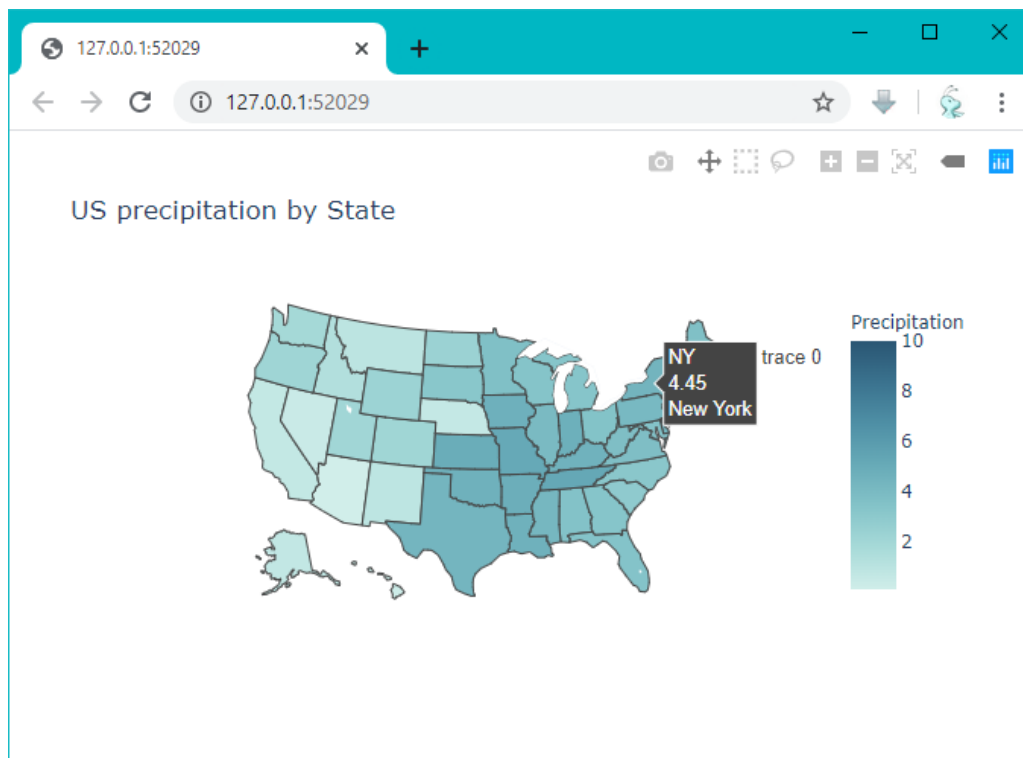 127.0.0.1:52029
127.0.0.1:52029
US precipitation by State
Precipitation
NY
4.45
New York
trace 0
10
8
6
4
2